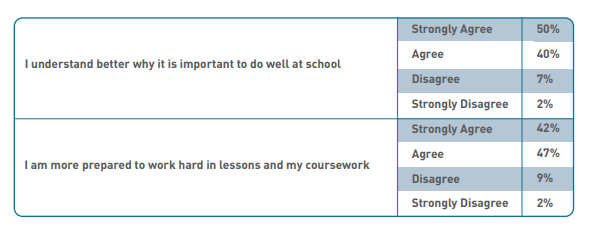 Strongly Agree 50%
Agree 40%
I understand better why it is important to do well at school
Disagree 7%
Strongly Disagree 2%
Strongly Agree 42%
Agree 47%
I am more prepared to work hard in lessons and my coursework
Disagree 9%
Strongly Disagree 2%